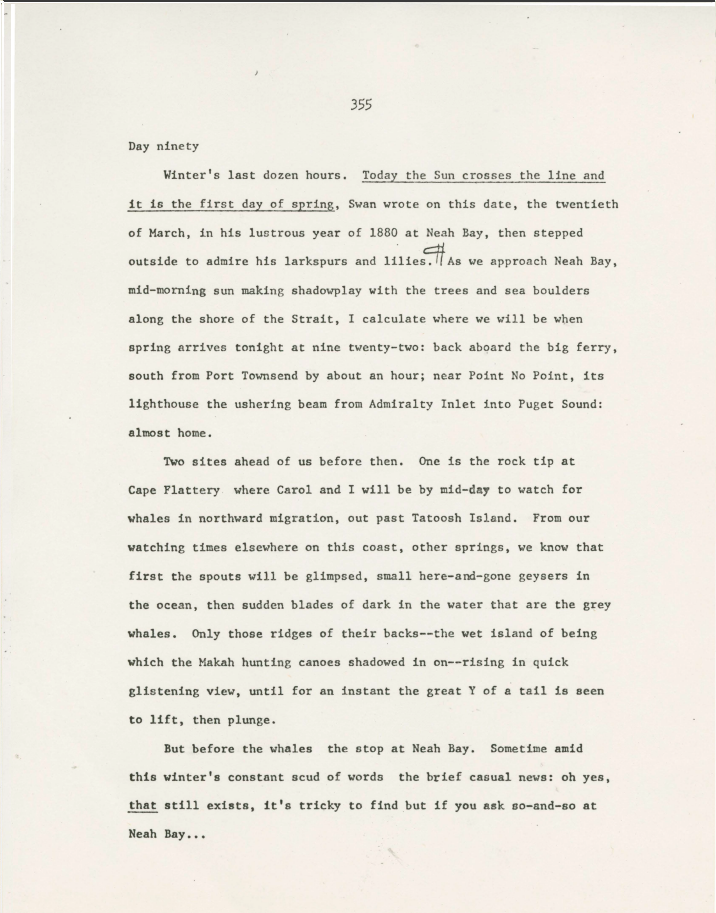 355
Day ninety
Winter's last dozen hours. Today the Sun crosses the line and
it is the first day of spring, Swan wrote on this date, the twentieth
of March, in his lustrous year of 1880 at Neah Bay, then stepped
outside to admire his larkspurs and lilies.¶ As we approach Neah Bay,
mid-morning sun making shadowplay with the trees and sea boulders
along the shore of the Strait, I calculate where we will be when
spring arrives tonight at nine twenty-two: back aboard the big ferry,
south from Port Townsend by about an hour; near Point No Point, its
lighthouse the ushering beam from Admiralty Inlet into Puget Sound:
almost home.
Two sites ahead of us before then. One is the rock tip at
Cape Flattery where Carol and I will be by mid-day to watch for
whales in northward migration, out past Tatoosh Island. From our
watching times elsewhere on this coast, other springs, we know that
first the spouts will be glimpsed, small here-and-gone geysers in
the ocean, then sudden blades of dark in the water that are the grey
whales. Only those ridges of their backs--the wet island of being
which the Makah hunting canoes shadowed in on--rising in quick
glistening view, until for an instant the great Y of a tail is seen
to lift, then plunge.
But before the whales the stop at Neah Bay. Sometime amid
this winter's constant scud of words the brief casual news: oh yes,
that still exists, it's tricky to find but if you ask so-and-so at
Neah Bay...